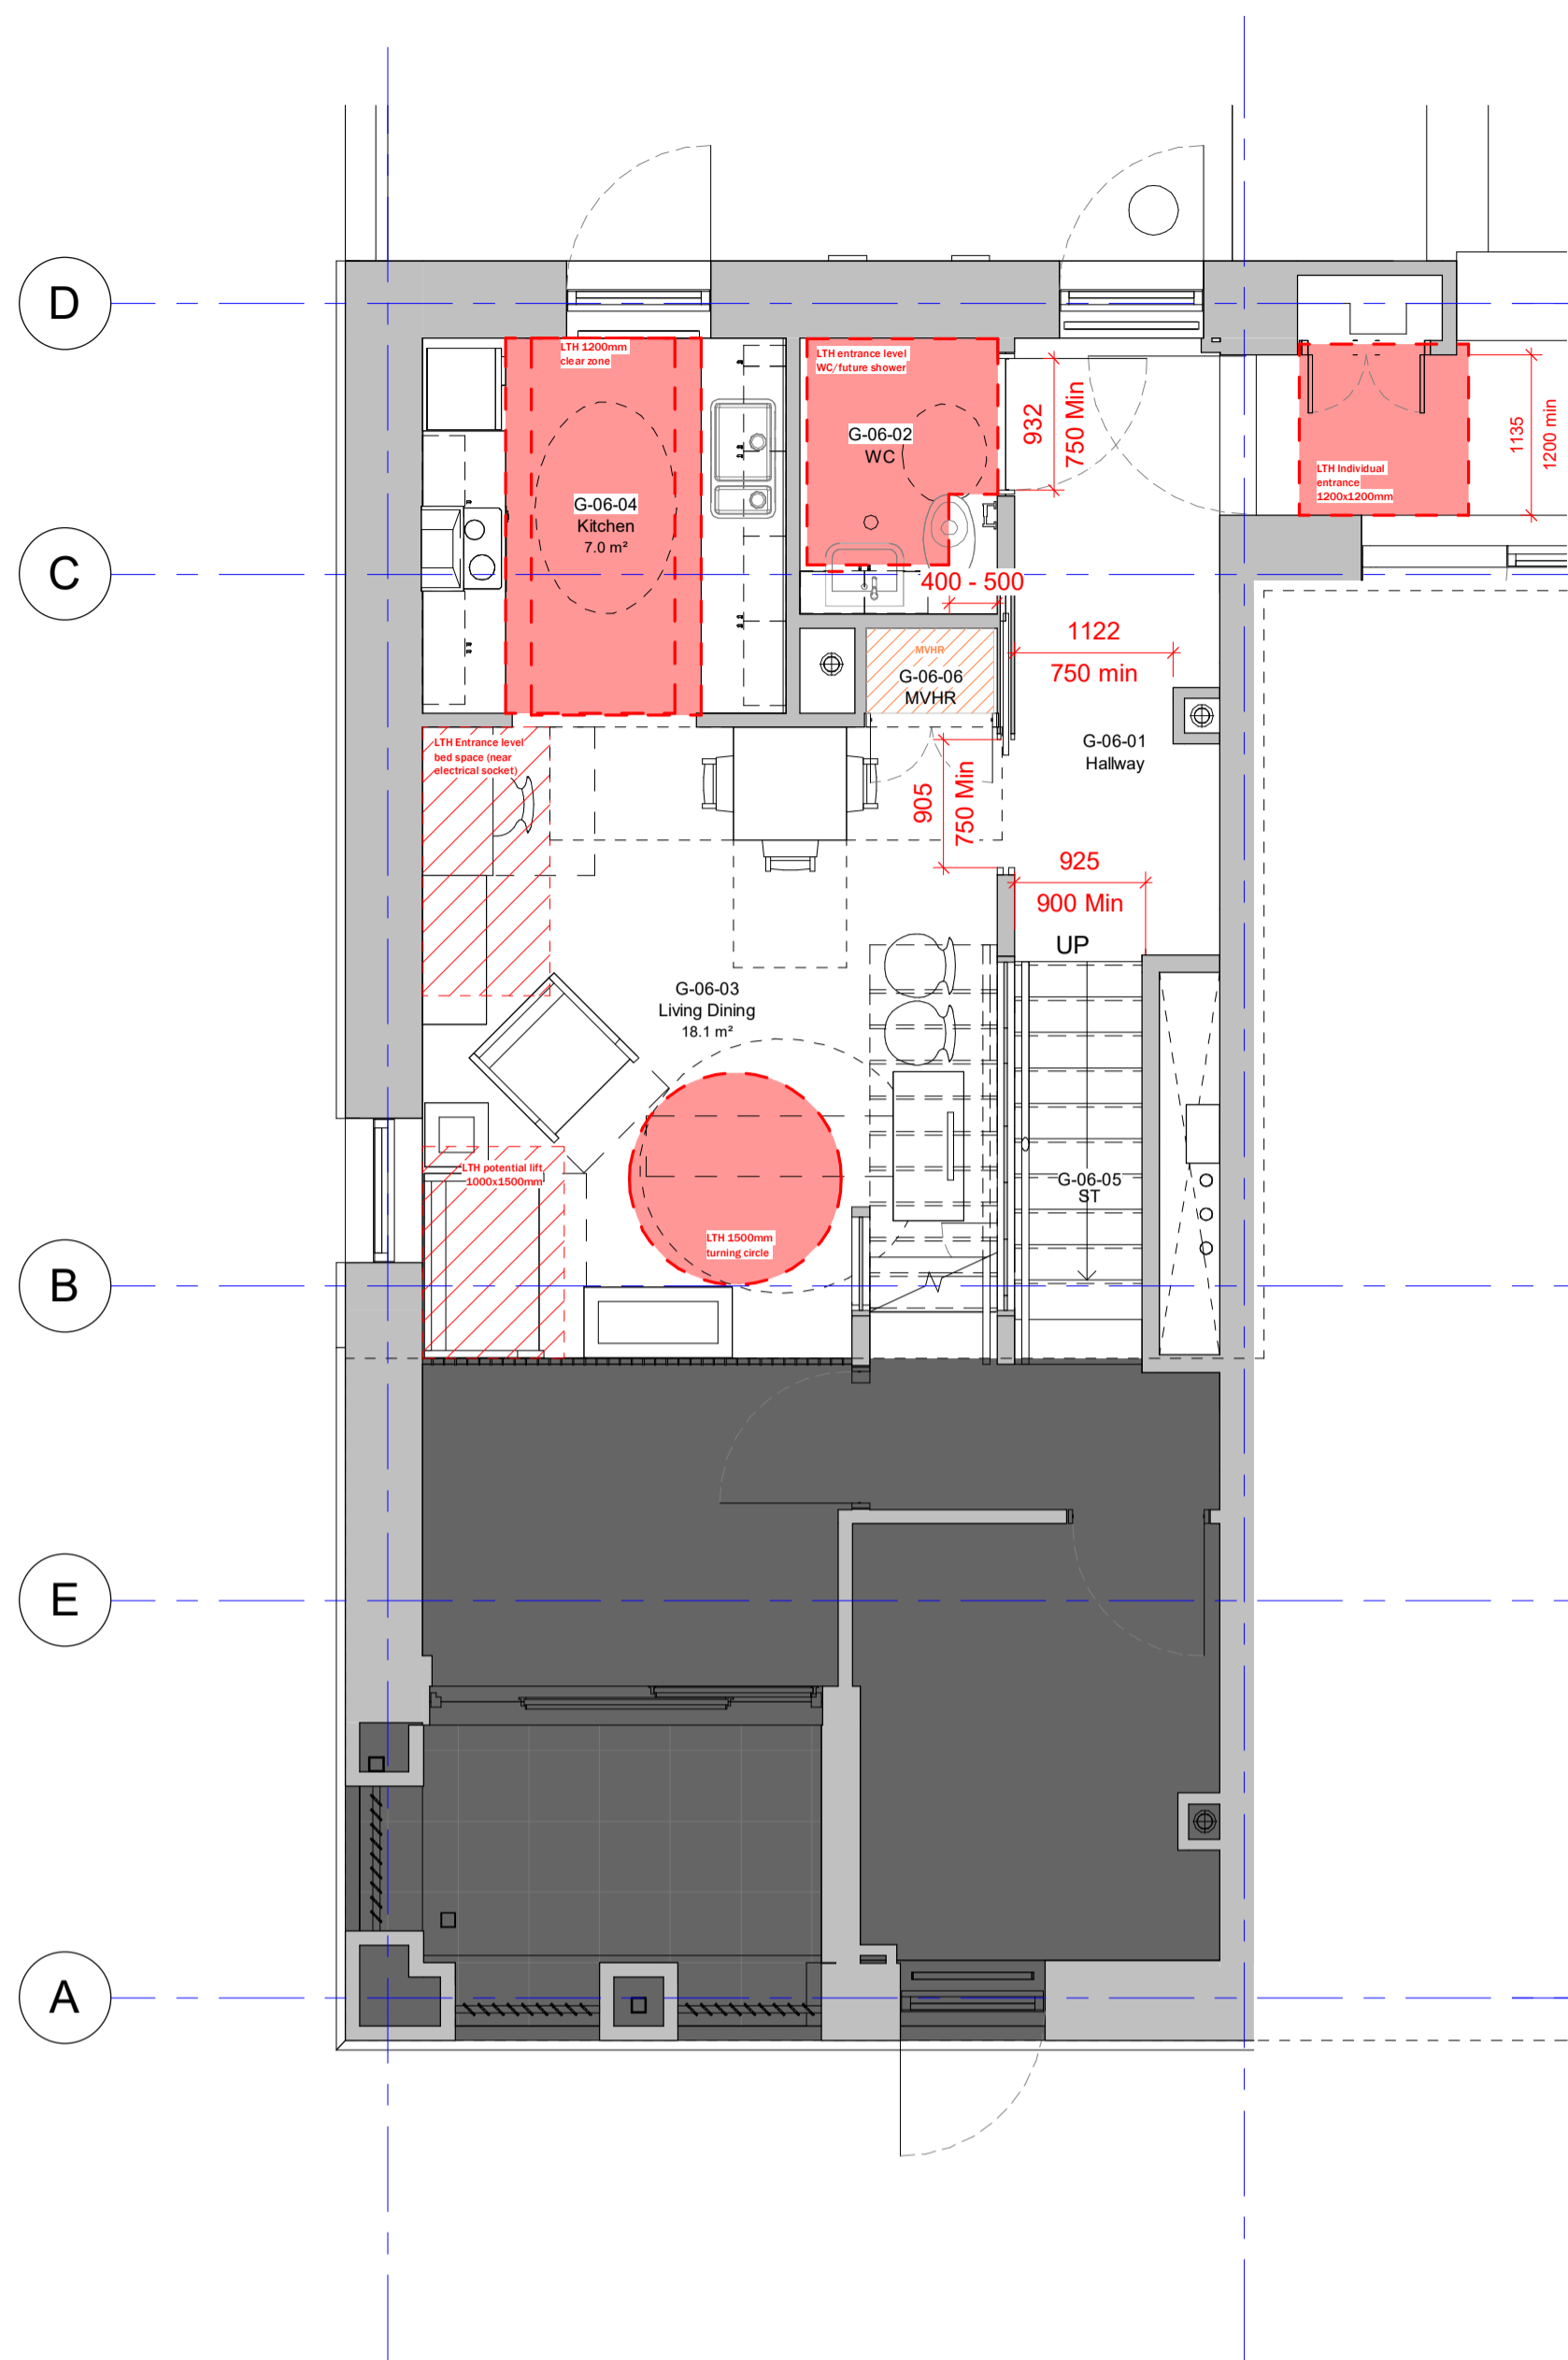 D
LTH 1200mm
clear zone
LTH entrance level
WC/future shower
G-06-02
WC
932
750 Min
LTH Individual
entrance
1200x1200mm
1135
1200 min
G-06-04
Kitchen
7.0 m²
C
400 - 500
1122
750 min
MVHR
G-06-06
MVHR
G-06-01
Hallway
LTH Entrance level
bed space (near
electrical socket)
905
750 Min
925
900 Min
UP
G-06-03
Living Dining
18.1 m²
LTH potential lift
1000x1500mm
G-06-05
ST
LTH 1500mm
turning circle
B
E
A